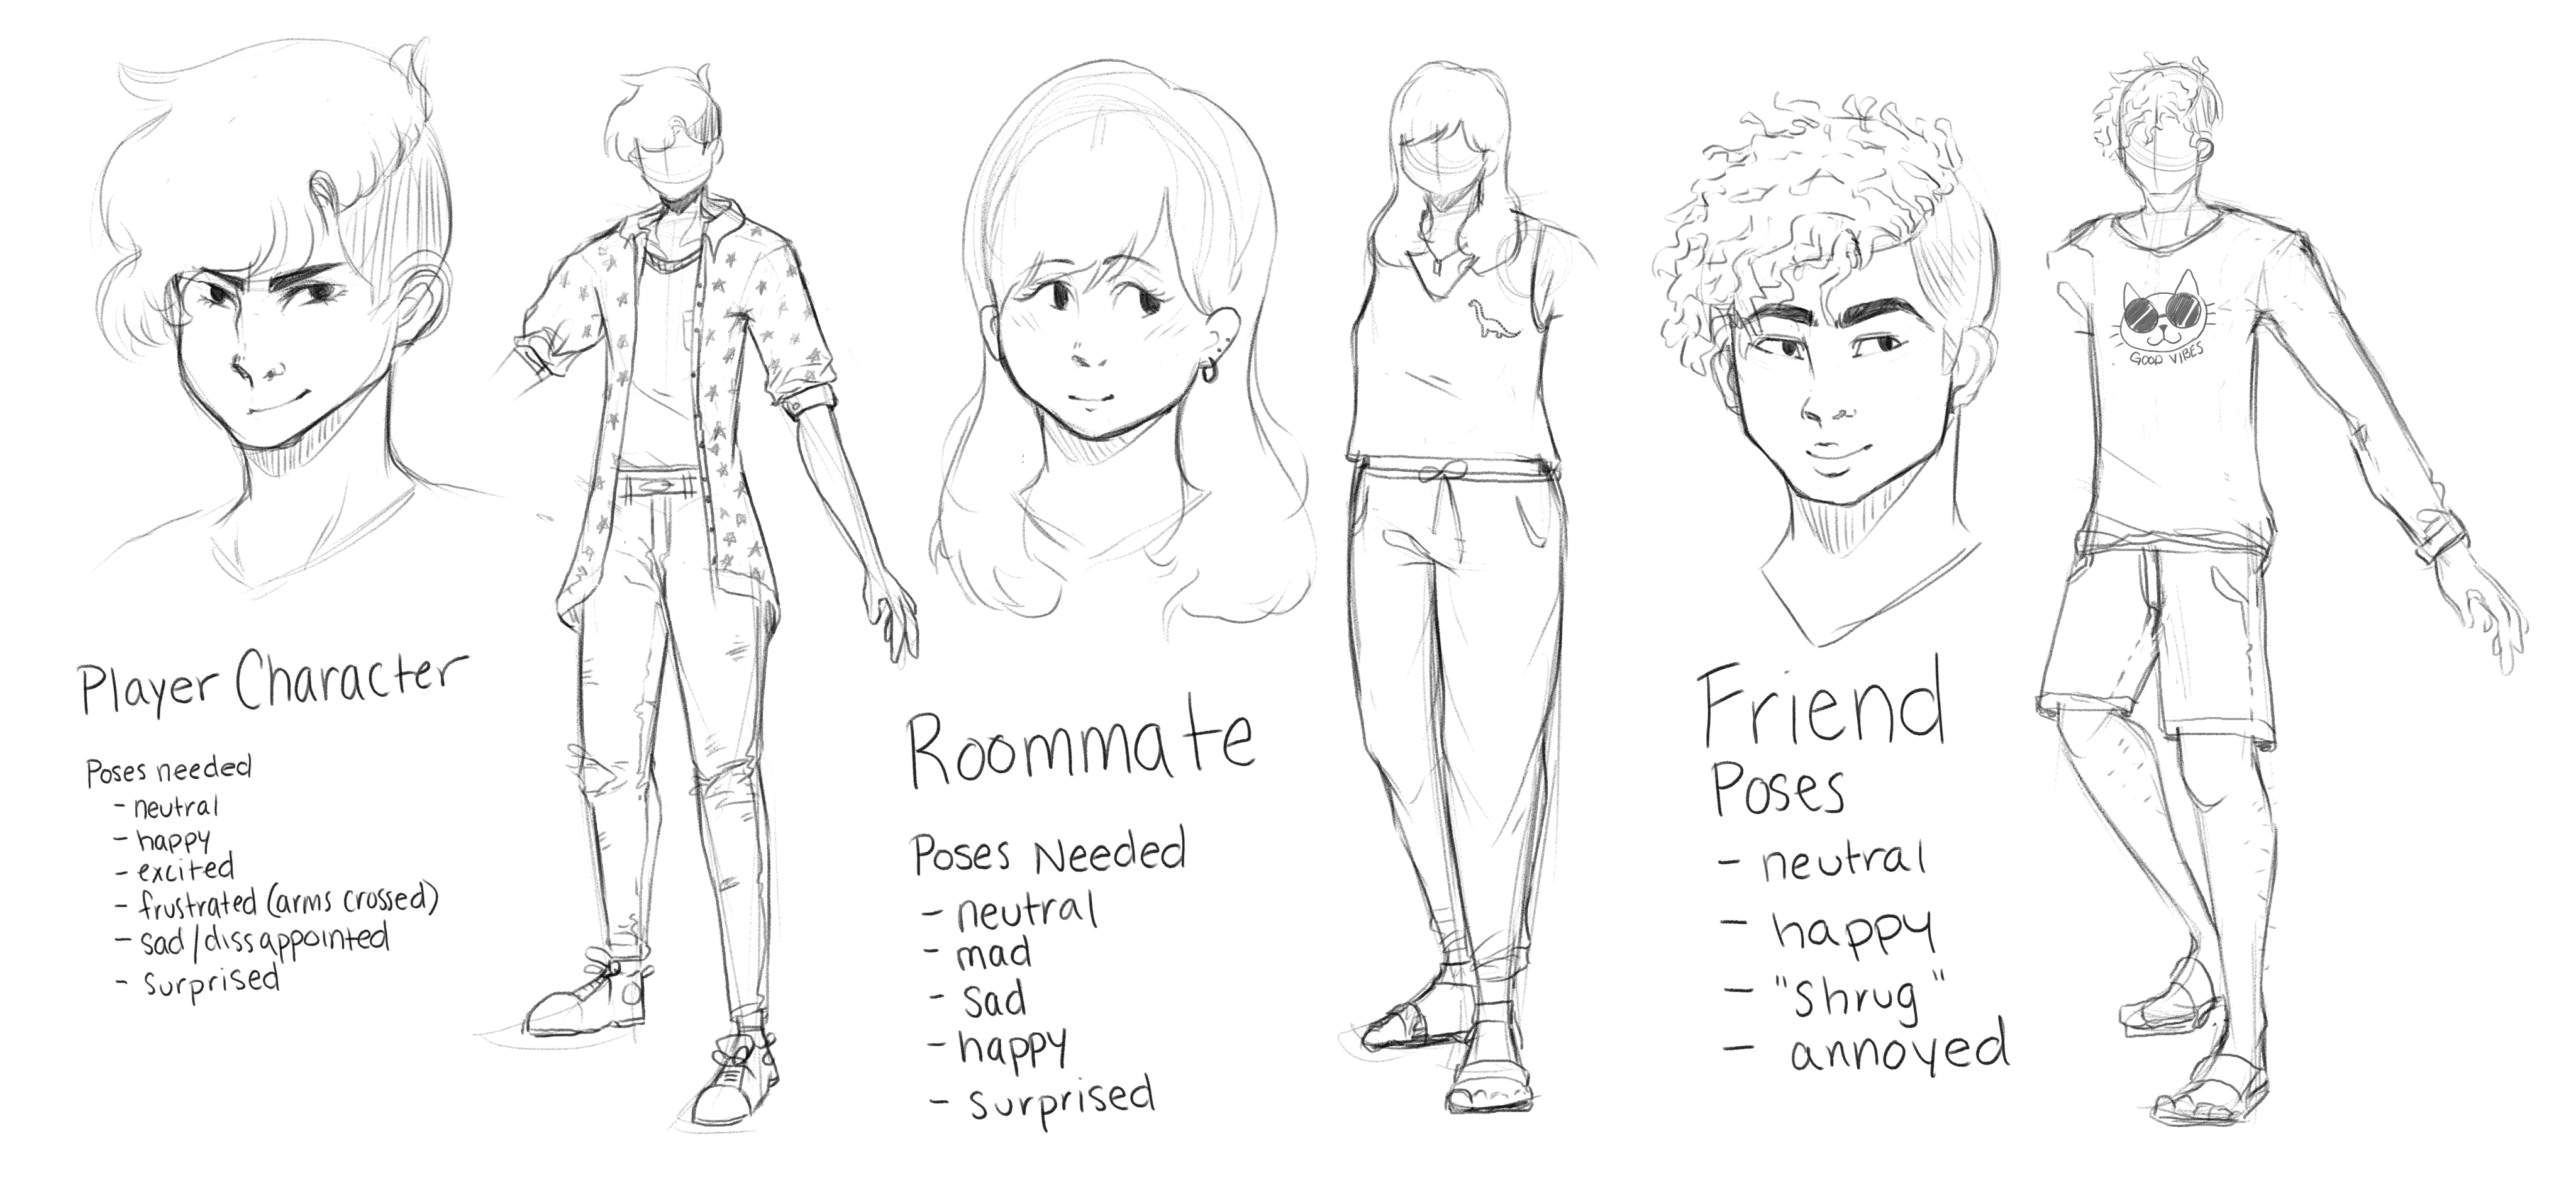 Player Character
Poses needed
- neutral
- happy
- excited
- frustrated (arms crossed)
- sad/dissappointed
- surprised
Roommate
Poses Needed
- neutral
- mad
- sad
- happy
- surprised
GOOD VIBES
Friend
Poses
- neutral
- happy
- "Shrug"
- annoyed